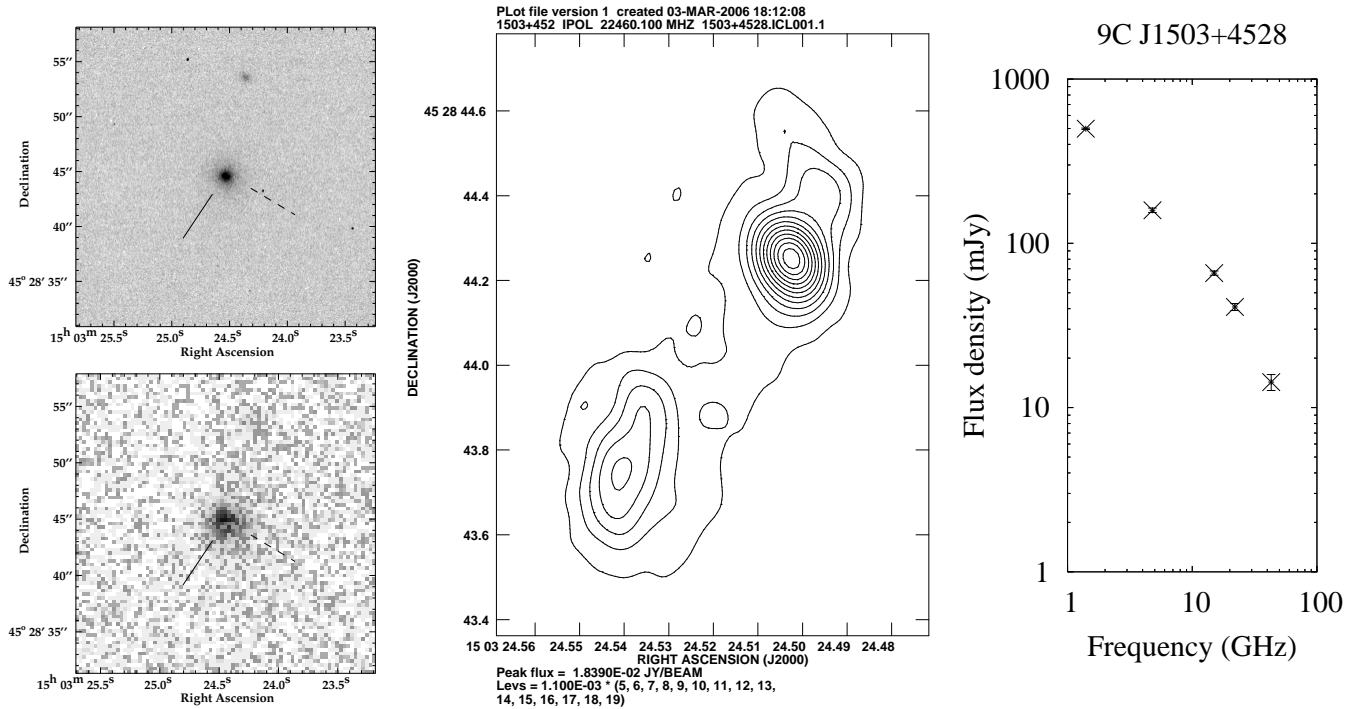 55′′
50′′
45′′
40′′
45° 28′ 35′′
Declination
15ʰ 03ᵐ 25.5ˢ 25.0ˢ 24.5ˢ 24.0ˢ 23.5ˢ
Right Ascension
55′′
50′′
45′′
40′′
45° 28′ 35′′
Declination
15ʰ 03ᵐ 25.5ˢ 25.0ˢ 24.5ˢ 24.0ˢ 23.5ˢ
Right Ascension
PLot file version 1 created 03-MAR-2006 18:12:08
1503+452 IPOL 22460.100 MHZ 1503+4528.ICL001.1
DECLINATION (J2000)
45 28 44.6
44.4
44.2
44.0
43.8
43.6
43.4
15 03 24.56 24.55 24.54 24.53 24.52 24.51 24.50 24.49 24.48
RIGHT ASCENSION (J2000)
Peak flux = 1.8390E-02 JY/BEAM
Levs = 1.100E-03 * (5, 6, 7, 8, 9, 10, 11, 12, 13,
14, 15, 16, 17, 18, 19)
9C J1503+4528
Flux density (mJy)
1000
100
10
1
1 10 100
Frequency (GHz)